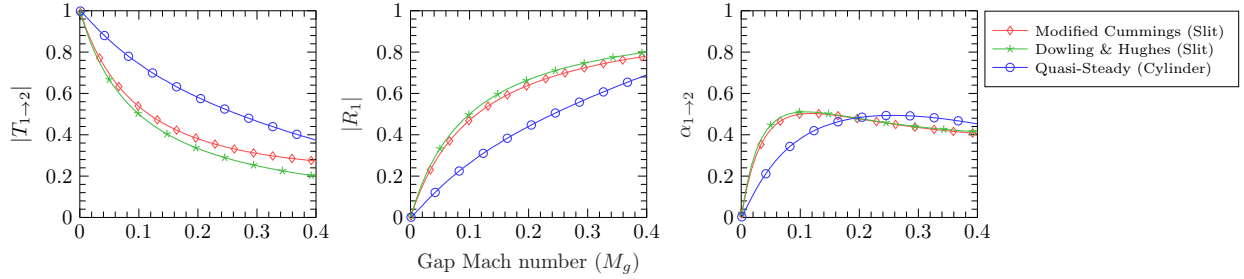 |T₁→₂|
1
0.8
0.6
0.4
0.2
0
0 0.1 0.2 0.3 0.4
|R₁|
1
0.8
0.6
0.4
0.2
0
0 0.1 0.2 0.3 0.4
Gap Mach number (M_g)
α₁→₂
1
0.8
0.6
0.4
0.2
0
0 0.1 0.2 0.3 0.4
Modified Cummings (Slit)
Dowling & Hughes (Slit)
Quasi-Steady (Cylinder)